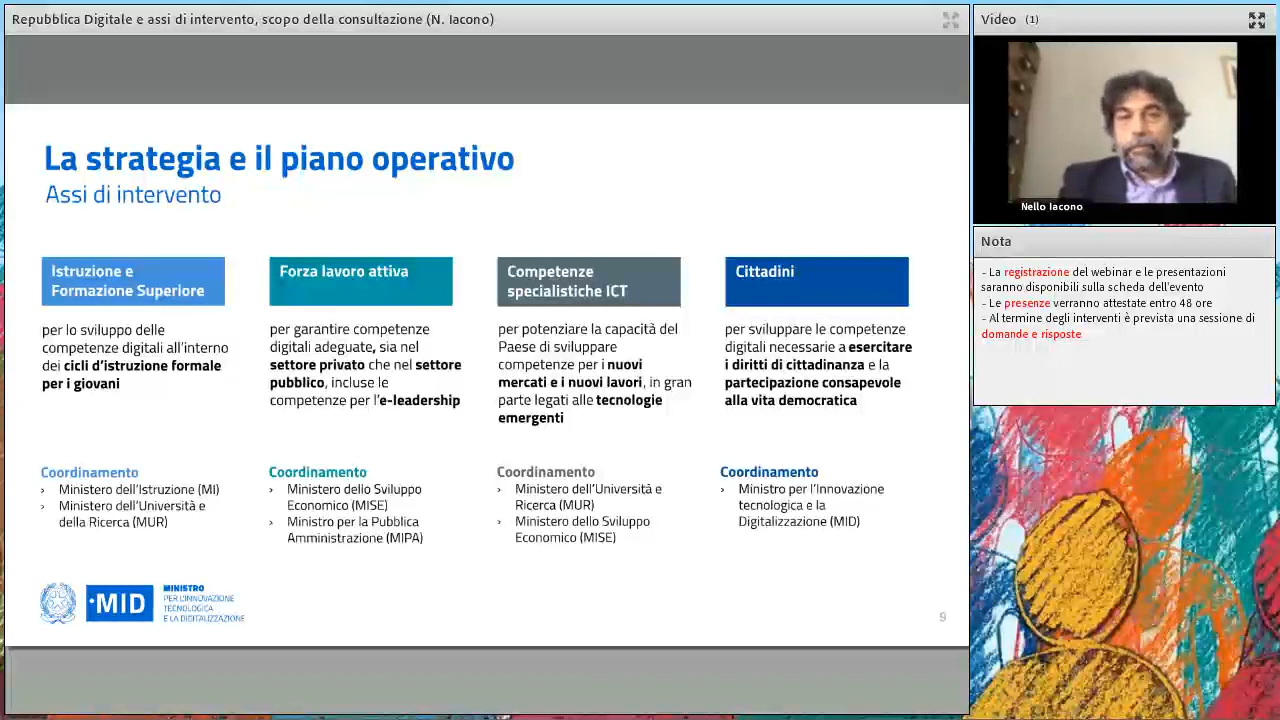 Repubblica Digitale e assi di intervento, scopo della consultazione (N. Iacono)
La strategia e il piano operativo
Assi di intervento
Istruzione e
Formazione Superiore
per lo sviluppo delle
competenze digitali all'interno
dei cicli d'istruzione formale
per i giovani
Coordinamento
› Ministero dell'Istruzione (MI)
› Ministero dell'Università e
della Ricerca (MUR)
Forza lavoro attiva
per garantire competenze
digitali adeguate, sia nel
settore privato che nel settore
pubblico, incluse le
competenze per l'e-leadership
Coordinamento
› Ministero dello Sviluppo
Economico (MISE)
› Ministro per la Pubblica
Amministrazione (MIPA)
Competenze
specialistiche ICT
per potenziare la capacità del
Paese di sviluppare
competenze per i nuovi
mercati e i nuovi lavori, in gran
parte legati alle tecnologie
emergenti
Coordinamento
› Ministero dell'Università e
Ricerca (MUR)
› Ministero dello Sviluppo
Economico (MISE)
Cittadini
per sviluppare le competenze
digitali necessarie a esercitare
i diritti di cittadinanza e la
partecipazione consapevole
alla vita democratica
Coordinamento
› Ministro per l'Innovazione
tecnologica e la
Digitalizzazione (MID)
·MID
MINISTRO
PER L'INNOVAZIONE
TECNOLOGICA
E LA DIGITALIZZAZIONE
9
Video (1)
Nello Iacono
Nota
- La registrazione del webinar e le presentazioni
saranno disponibili sulla scheda dell'evento
- Le presenze verranno attestate entro 48 ore
- Al termine degli interventi è prevista una sessione di
domande e risposte